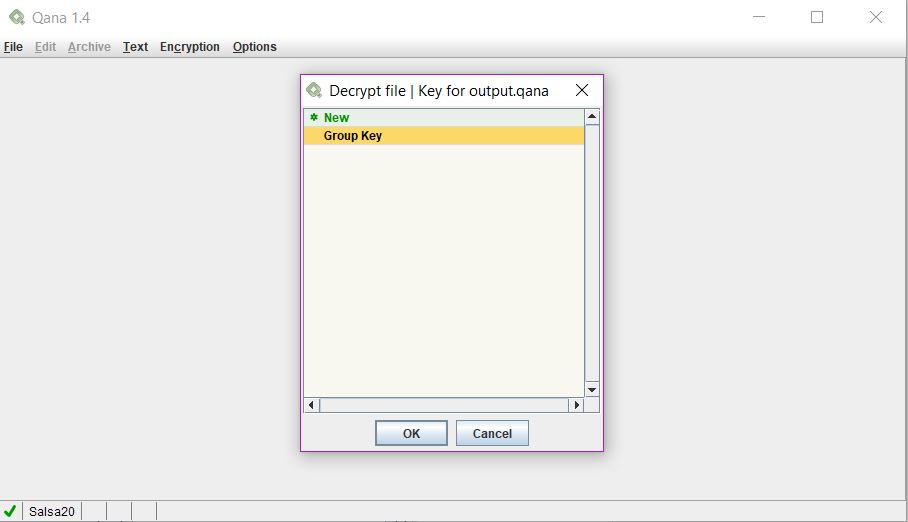 Qana 1.4
File Edit Archive Text Encryption Options
Decrypt file | Key for output.qana
New
Group Key
OK Cancel
Salsa20